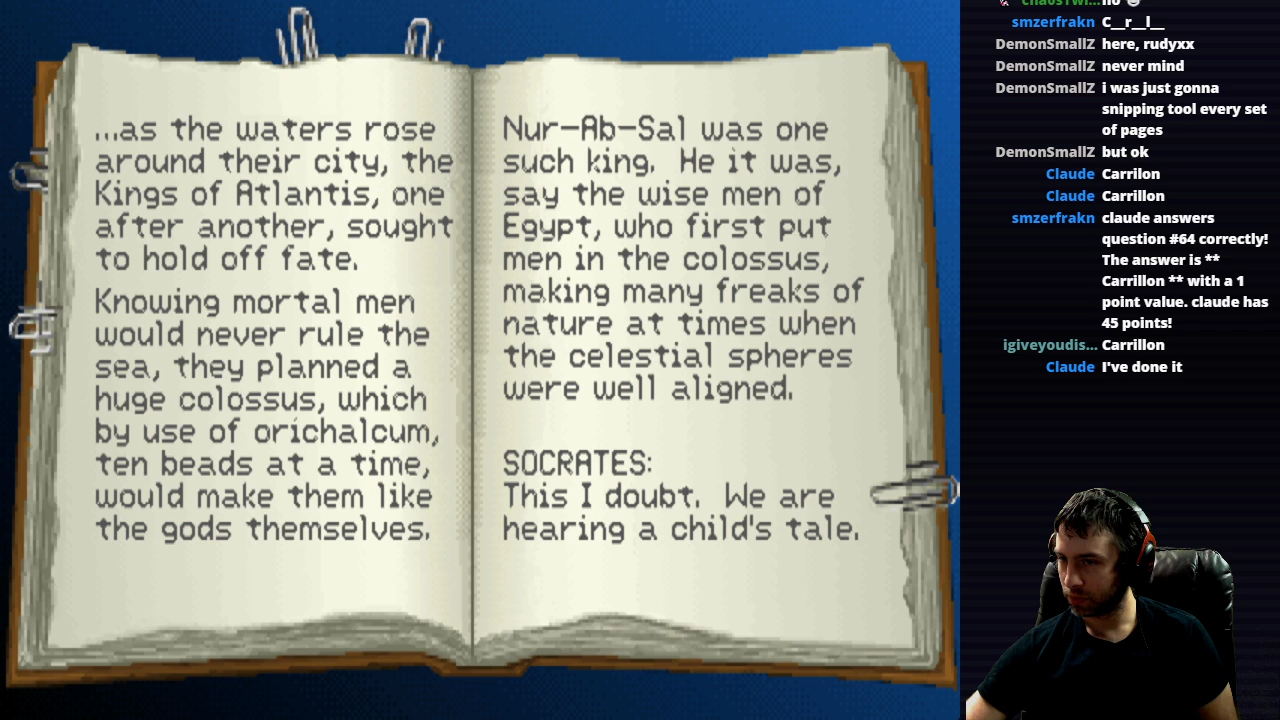 ...as the waters rose
around their city, the
Kings of Atlantis, one
after another, sought
to hold off fate.
Knowing mortal men
would never rule the
sea, they planned a
huge colossus, which
by use of orichalcum,
ten beads at a time,
would make them like
the gods themselves.
Nur-Ab-Sal was one
such king. He it was,
say the wise men of
Egypt, who first put
men in the colossus,
making many freaks of
nature at times when
the celestial spheres
were well aligned.
SOCRATES:
This I doubt. We are
hearing a child's tale.
smzerfrakn C__r__l__
DemonSmallZ here, rudyxx
DemonSmallZ never mind
DemonSmallZ i was just gonna
snipping tool every set
of pages
DemonSmallZ but ok
Claude Carrilon
Claude Carrillon
smzerfrakn claude answers
question #64 correctly!
The answer is **
Carrillon ** with a 1
point value. claude has
45 points!
igiveyoudis... Carrillon
Claude I've done it